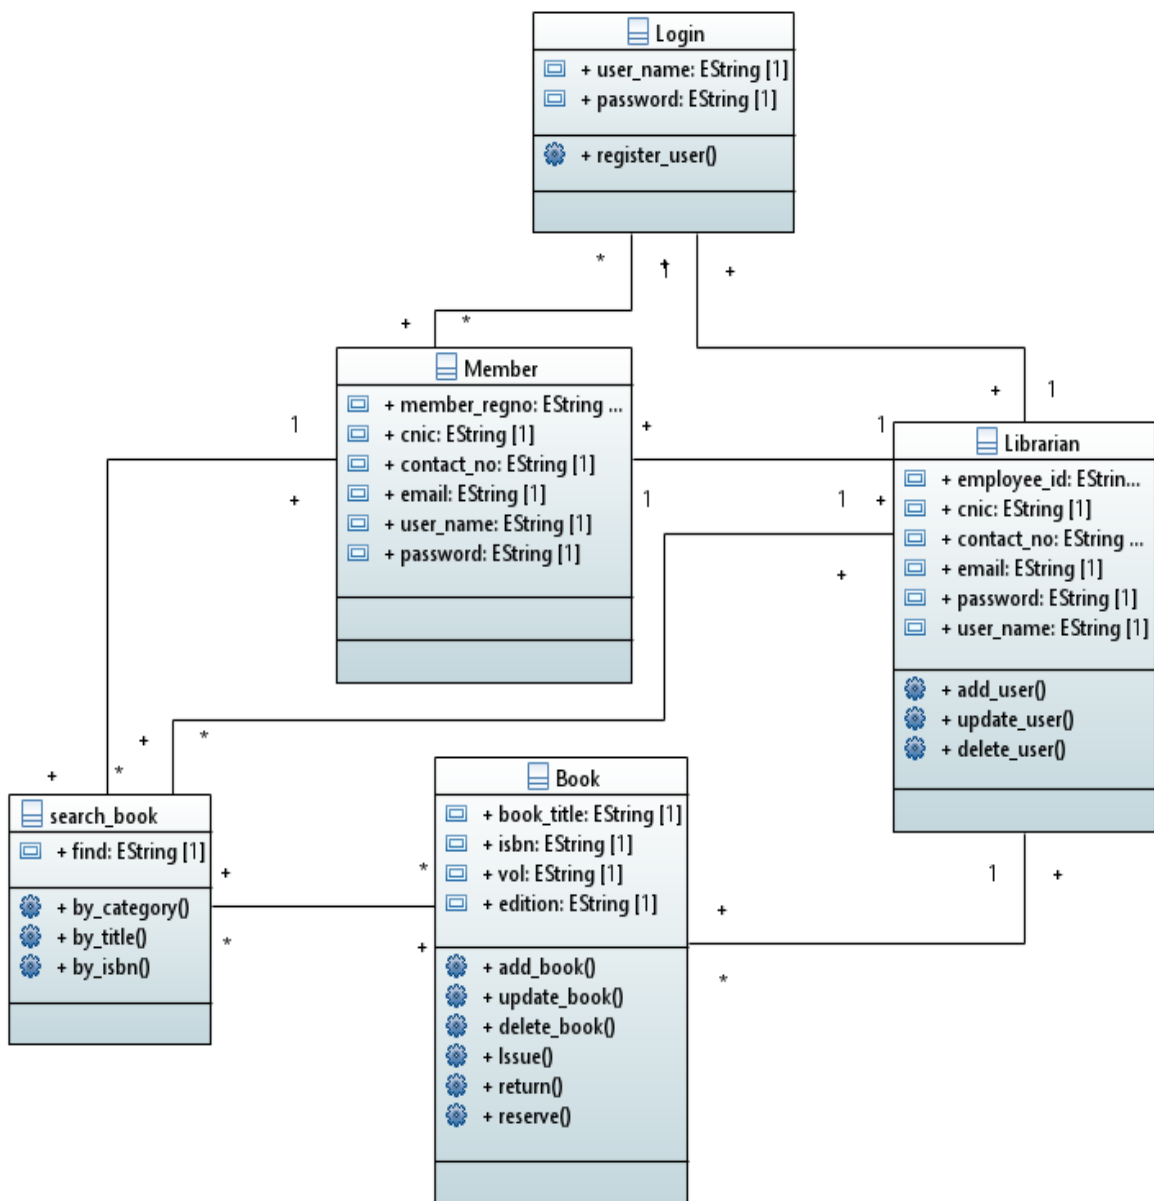 Login
+ user_name: EString [1]
+ password: EString [1]
+ register_user()
* + 1 +
+ *
Member
+ member_regno: EString ...
+ cnic: EString [1]
+ contact_no: EString [1]
+ email: EString [1]
+ user_name: EString [1]
+ password: EString [1]
+ 1
1 + 1
+ 1 1 +
+
Librarian
+ employee_id: EStrin...
+ cnic: EString [1]
+ contact_no: EString ...
+ email: EString [1]
+ password: EString [1]
+ user_name: EString [1]
+ add_user()
+ update_user()
+ delete_user()
+ *
+ *
search_book
+ find: EString [1]
+ by_category()
+ by_title()
+ by_isbn()
+ *
* +
Book
+ book_title: EString [1]
+ isbn: EString [1]
+ vol: EString [1]
+ edition: EString [1]
+ add_book()
+ update_book()
+ delete_book()
+ Issue()
+ return()
+ reserve()
1 +
+
*